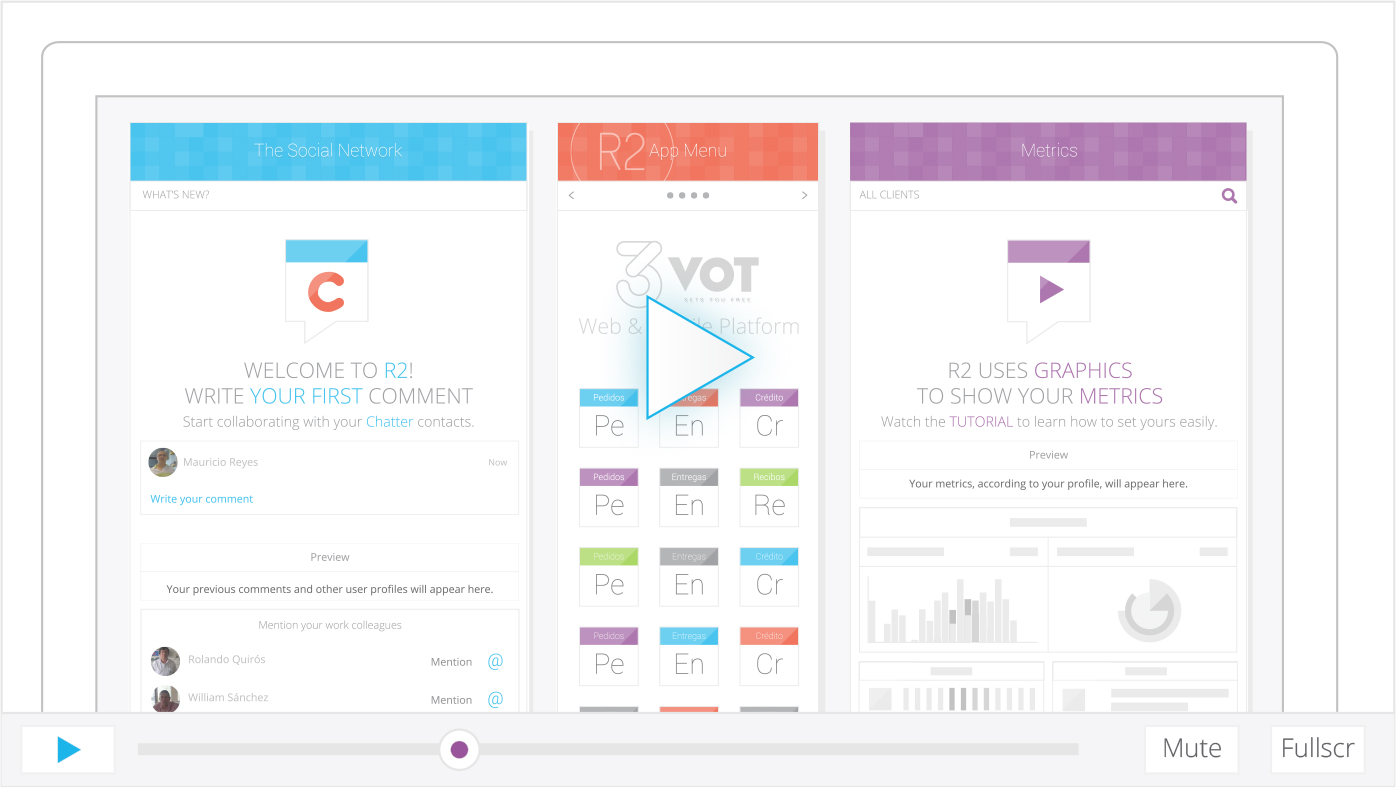 The Social Network
WHAT'S NEW?
C
WELCOME TO R2!
WRITE YOUR FIRST COMMENT
Start collaborating with your Chatter contacts.
Mauricio Reyes
Now
Write your comment
Preview
Your previous comments and other user profiles will appear here.
Mention your work colleagues
Rolando Quirós
Mention @
William Sánchez
Mention @
R2 App Menu
< >
3VOT
SETS YOU FREE
Web & Platform
Pedidos Crédito
Pe En Cr
Pedidos Entregas Recibos
Pe En Re
Pedidos Entregas Crédito
Pe En Cr
Pedidos Entregas Crédito
Pe En Cr
Metrics
ALL CLIENTS
R2 USES GRAPHICS
TO SHOW YOUR METRICS
Watch the TUTORIAL to learn how to set yours easily.
Preview
Your metrics, according to your profile, will appear here.
Mute
Fullscr